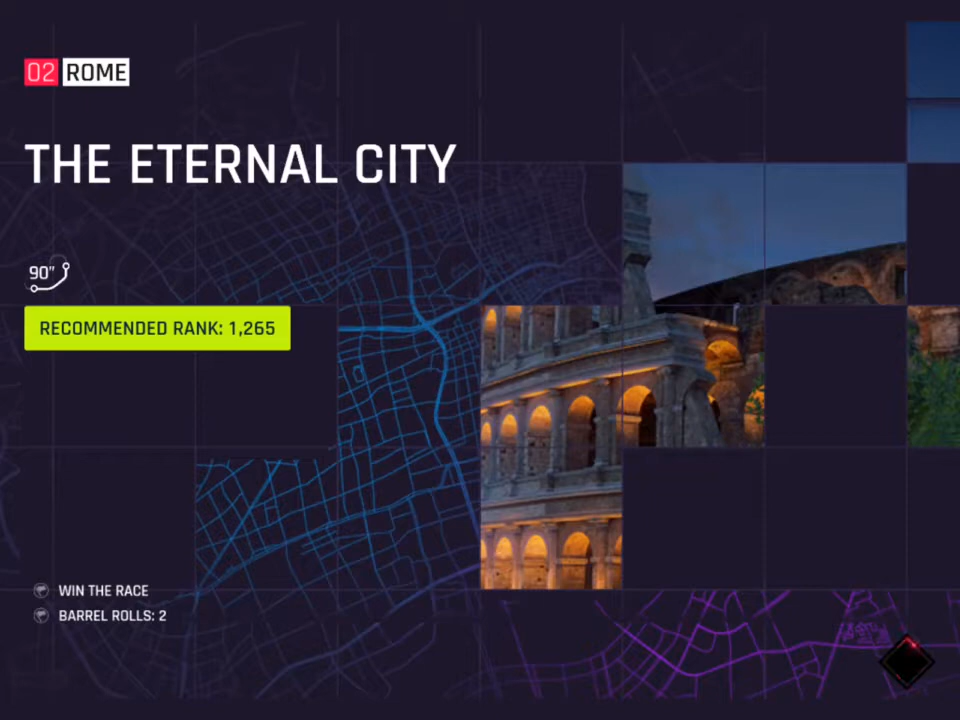 02 ROME
THE ETERNAL CITY
90"
RECOMMENDED RANK: 1,265
WIN THE RACE
BARREL ROLLS: 2